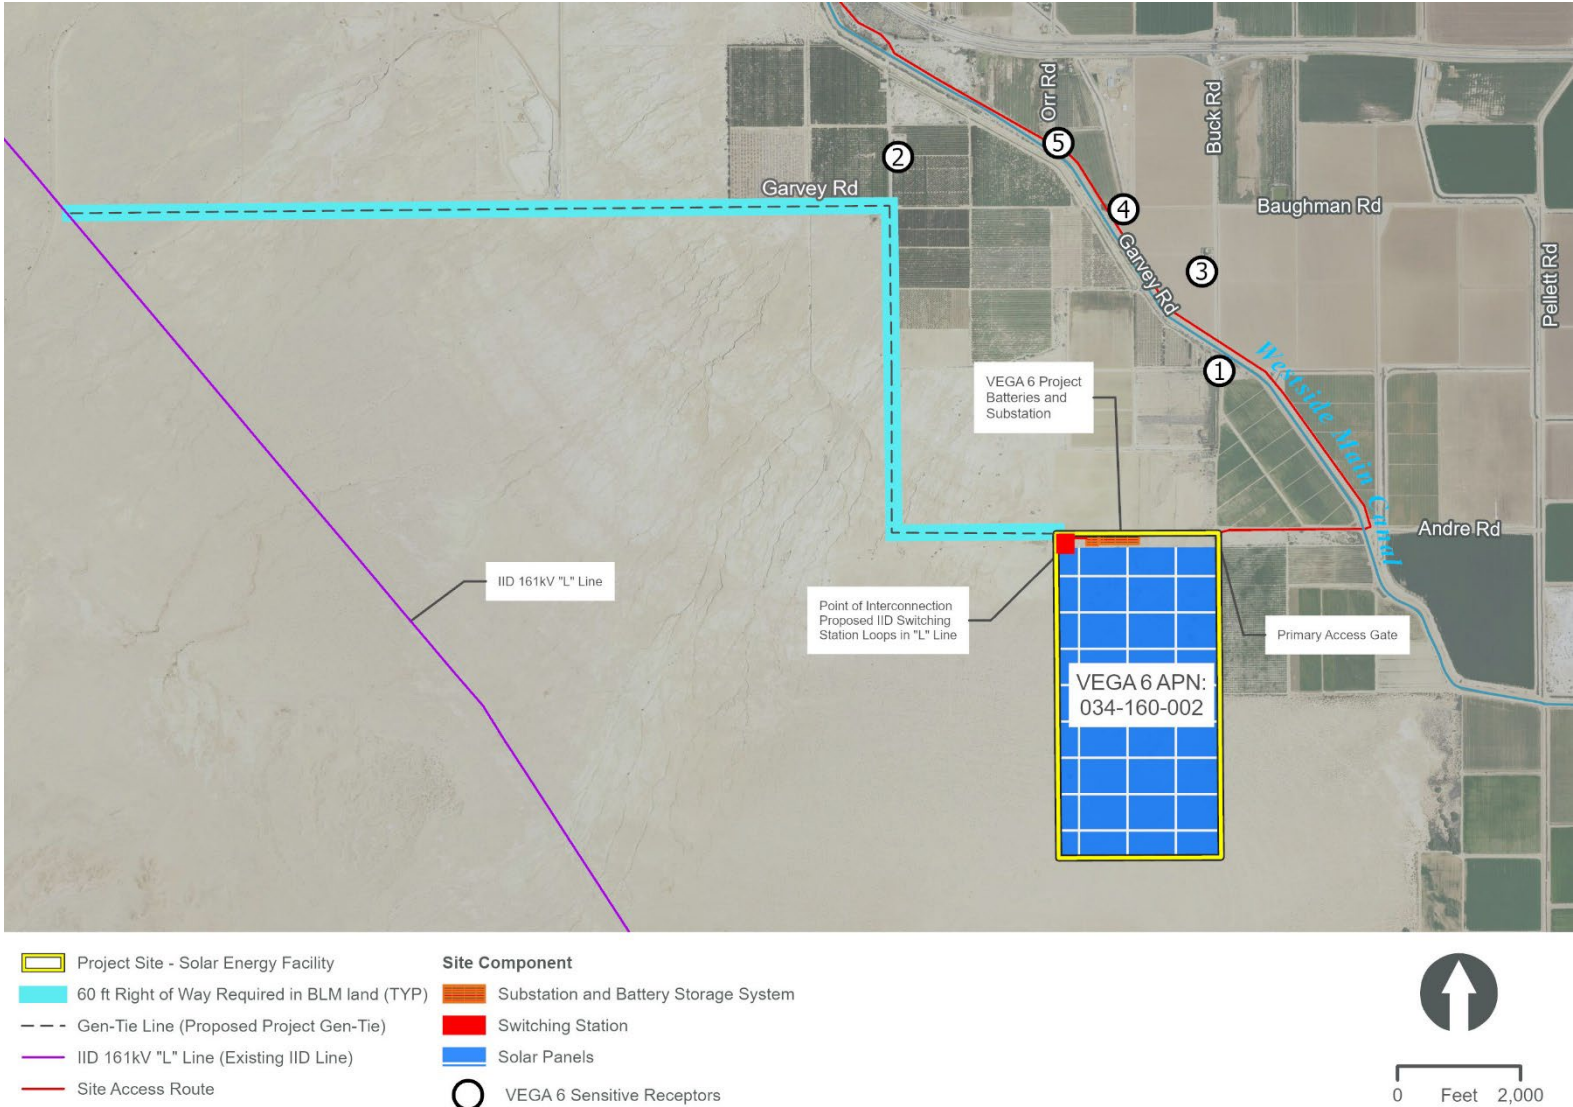 Orr Rd
Buck Rd
5
2
Garvey Rd
4
Baughman Rd
Garvey Rd
3
Pellett Rd
1
Westside Main Canal
VEGA 6 Project
Batteries and
Substation
Andre Rd
IID 161kV "L" Line
Point of Interconnection
Proposed IID Switching
Station Loops in "L" Line
Primary Access Gate
VEGA 6 APN:
034-160-002
Project Site - Solar Energy Facility
60 ft Right of Way Required in BLM land (TYP)
Gen-Tie Line (Proposed Project Gen-Tie)
IID 161kV "L" Line (Existing IID Line)
Site Access Route
Site Component
Substation and Battery Storage System
Switching Station
Solar Panels
VEGA 6 Sensitive Receptors
0 Feet 2,000